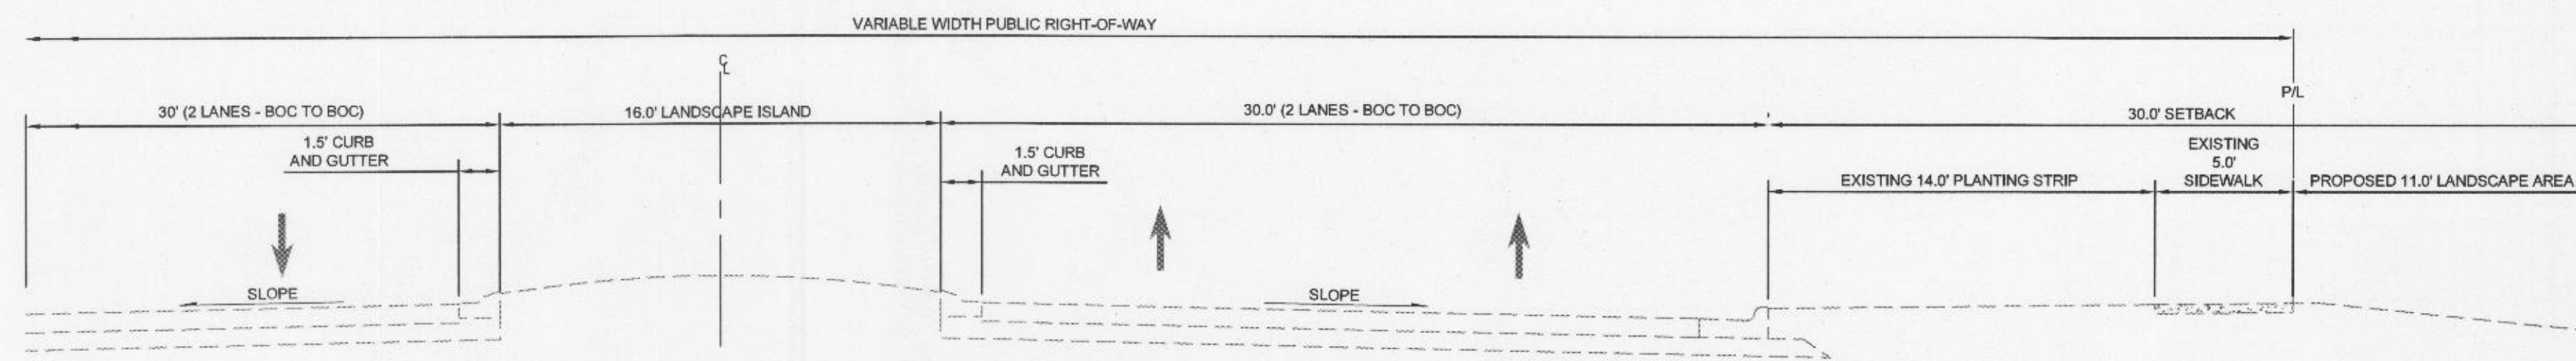 VARIABLE WIDTH PUBLIC RIGHT-OF-WAY
CL
P/L
30' (2 LANES - BOC TO BOC)
16.0' LANDSCAPE ISLAND
30.0' (2 LANES - BOC TO BOC)
30.0' SETBACK
1.5' CURB
AND GUTTER
1.5' CURB
AND GUTTER
EXISTING 14.0' PLANTING STRIP
EXISTING
5.0'
SIDEWALK
PROPOSED 11.0' LANDSCAPE AREA
SLOPE
SLOPE